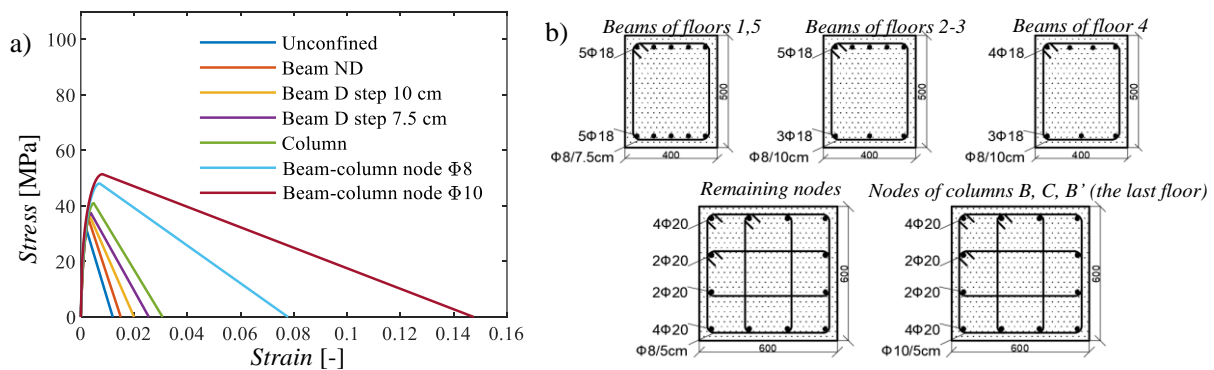 a)
100
80
60
40
20
0
Stress [MPa]
0 0.02 0.04 0.06 0.08 0.1 0.12 0.14 0.16
Strain [-]
Unconfined
Beam ND
Beam D step 10 cm
Beam D step 7.5 cm
Column
Beam-column node Φ8
Beam-column node Φ10
b)
Beams of floors 1,5
5Φ18
5Φ18
Φ8/7.5cm
400
500
Beams of floors 2-3
5Φ18
3Φ18
Φ8/10cm
400
500
Beams of floor 4
4Φ18
3Φ18
Φ8/10cm
400
500
Remaining nodes
4Φ20
2Φ20
2Φ20
4Φ20
Φ8/5cm
600
600
Nodes of columns B, C, B' (the last floor)
4Φ20
2Φ20
2Φ20
4Φ20
Φ10/5cm
600
600